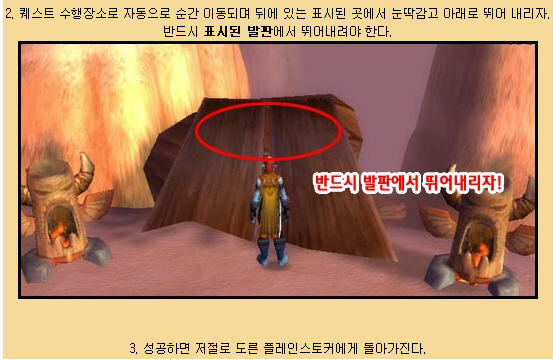 2. 퀘스트 수행장소로 자동으로 순간 이동되며 뒤에 있는 표시된 곳에서 눈딱감고 아래로 뛰어 내리자.
반드시 표시된 발판에서 뛰어내려야 한다.
반드시 발판에서 뛰어내리자!
3. 성공하면 저절로 도른 플레인스토커에게 돌아가진다.